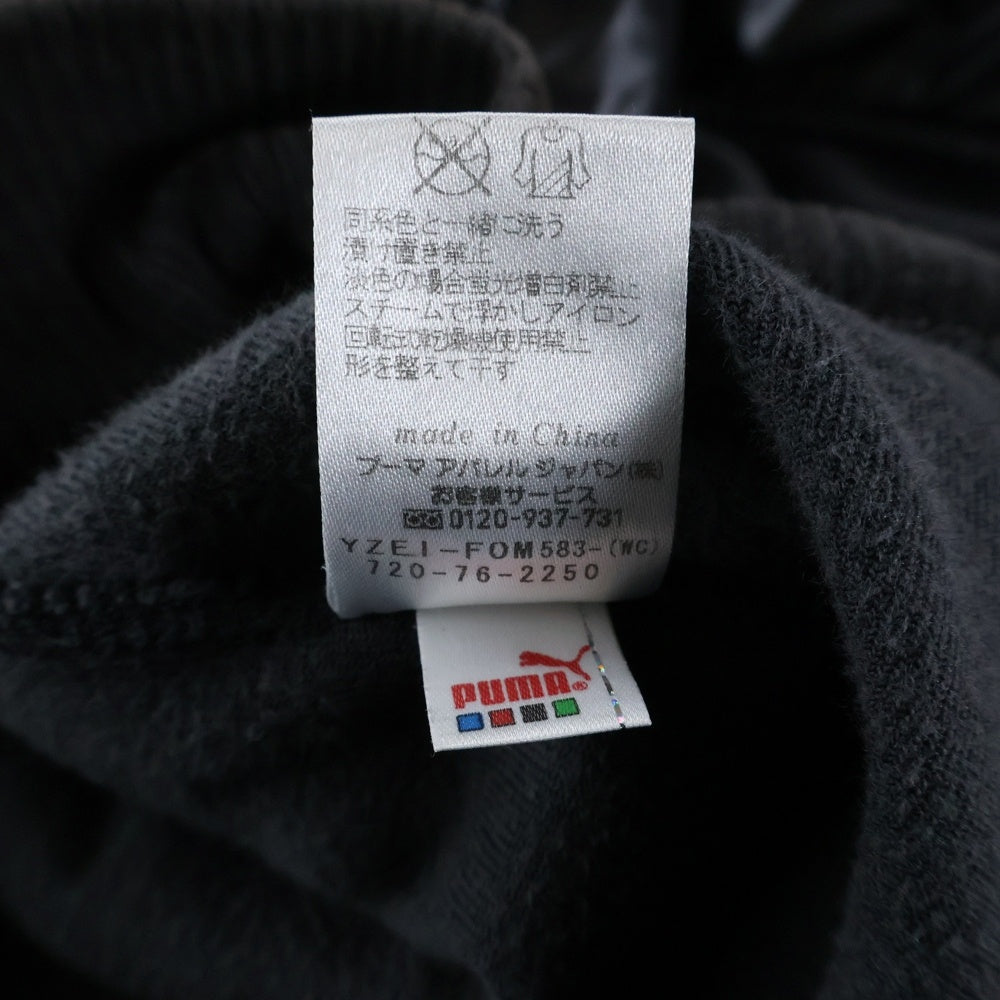 同系色と一緒に洗う
漬け置き禁止
淡色の場合蛍光増白剤禁止
スチームで浮かしアイロン
回転式乾燥機使用禁止
形を整えて干す
made in China
プーマ アパレル ジャパン(株)
お客様サービス
0120-937-731
YZEI-FOM583-(WC)
720-76-2250
PUMA®